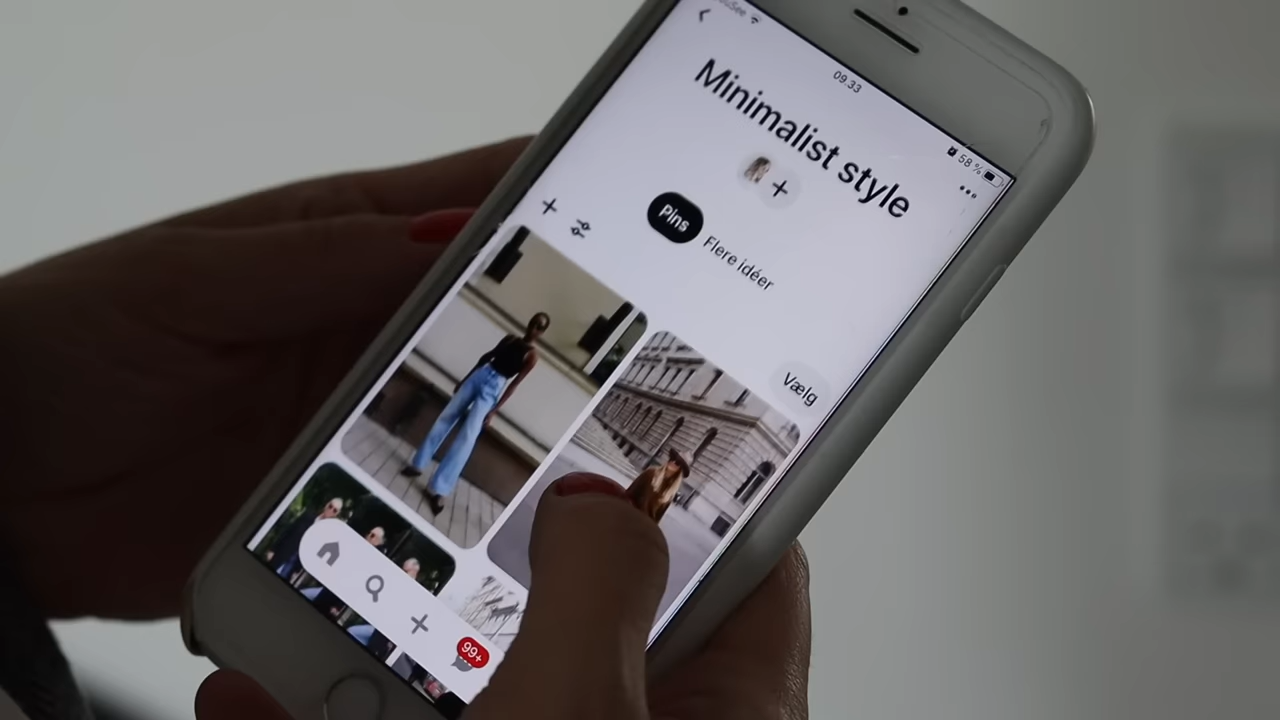 09.33
58 %
Minimalist style
Pins
Flere idéer
Vælg
99+